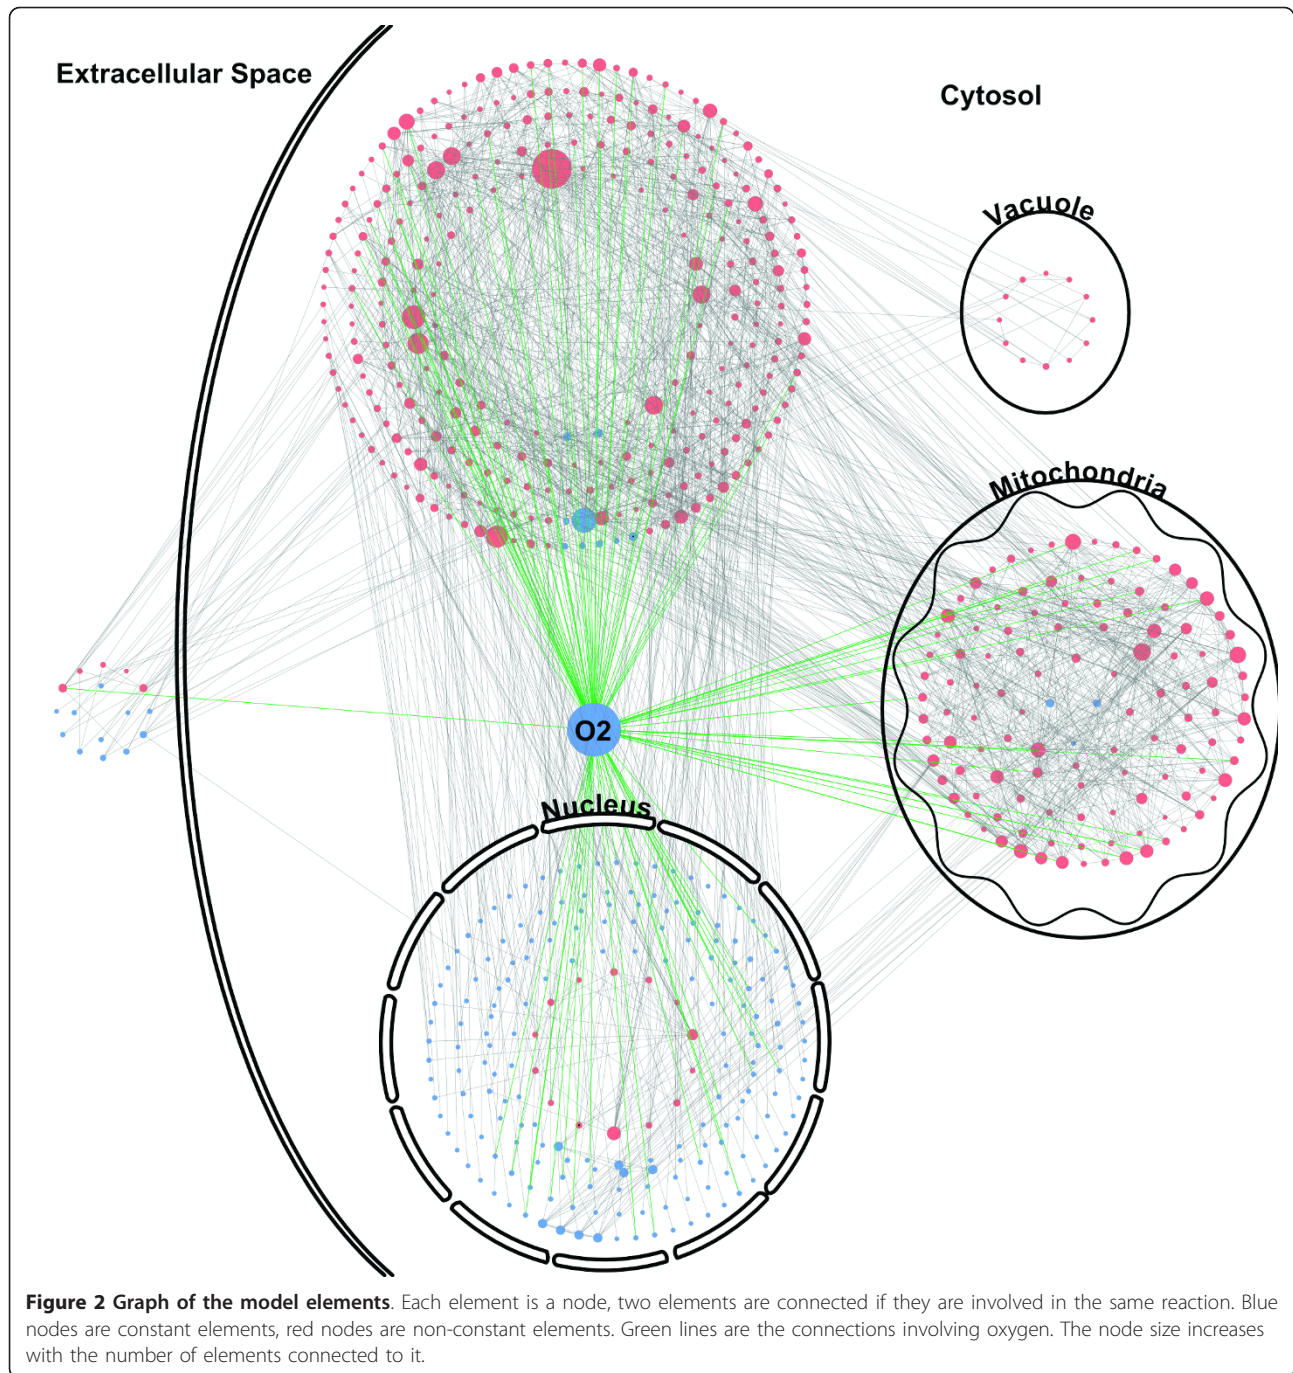 Extracellular Space
Cytosol
Vacuole
Mitochondria
O2
Nucleus
Figure 2 Graph of the model elements. Each element is a node, two elements are connected if they are involved in the same reaction. Blue
nodes are constant elements, red nodes are non-constant elements. Green lines are the connections involving oxygen. The node size increases
with the number of elements connected to it.